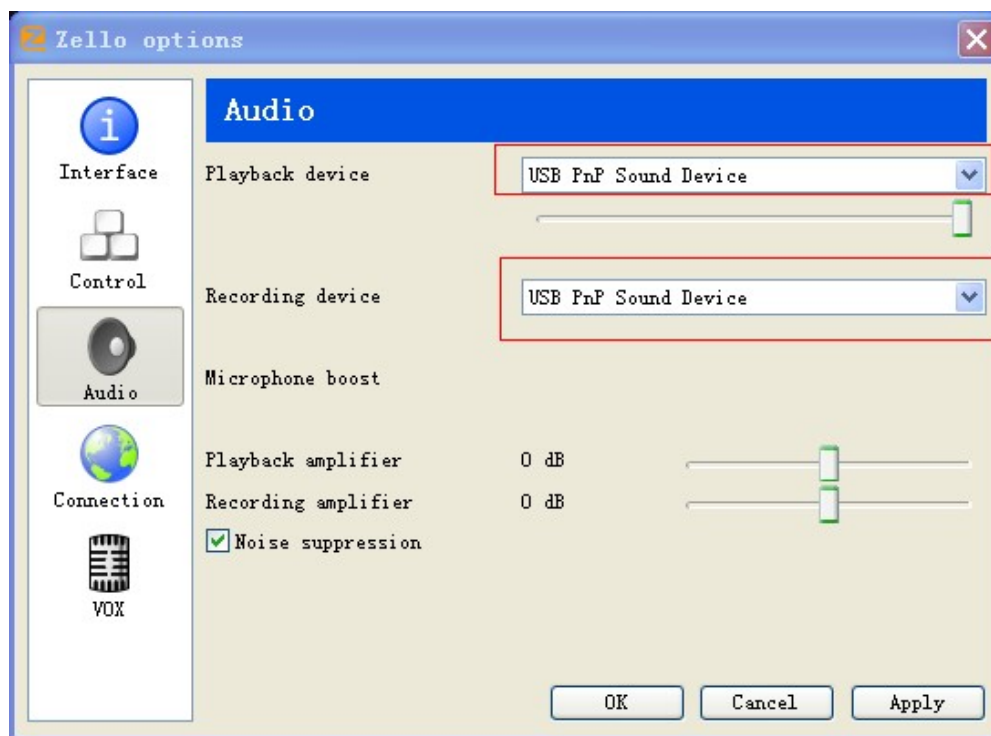 Zello options
Audio
Interface
Playback device
USB PnP Sound Device
Control
Recording device
USB PnP Sound Device
Audio
Microphone boost
Connection
Playback amplifier
0 dB
Recording amplifier
0 dB
Noise suppression
VOX
OK
Cancel
Apply